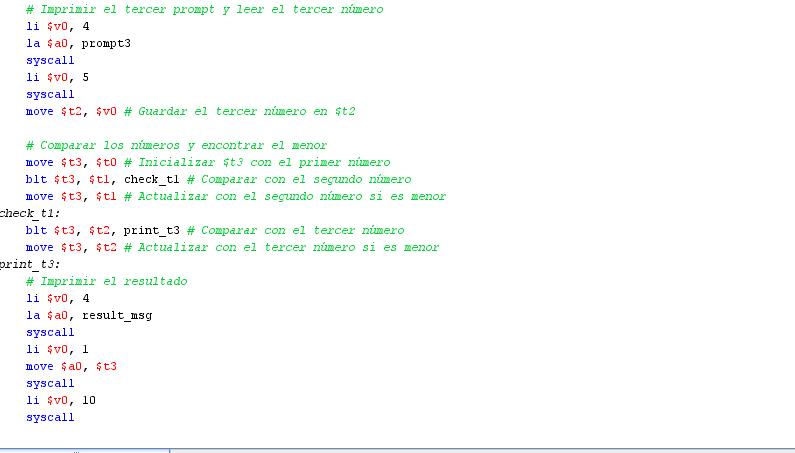 # Imprimir el tercer prompt y leer el tercer número
li $v0, 4
la $a0, prompt3
syscall
li $v0, 5
syscall
move $t2, $v0 # Guardar el tercer número en $t2
# Comparar los números y encontrar el menor
move $t3, $t0 # Inicializar $t3 con el primer número
blt $t3, $t1, check_t1 # Comparar con el segundo número
move $t3, $t1 # Actualizar con el segundo número si es menor
check_t1:
blt $t3, $t2, print_t3 # Comparar con el tercer número
move $t3, $t2 # Actualizar con el tercer número si es menor
print_t3:
# Imprimir el resultado
li $v0, 4
la $a0, result_msg
syscall
li $v0, 1
move $a0, $t3
syscall
li $v0, 10
syscall